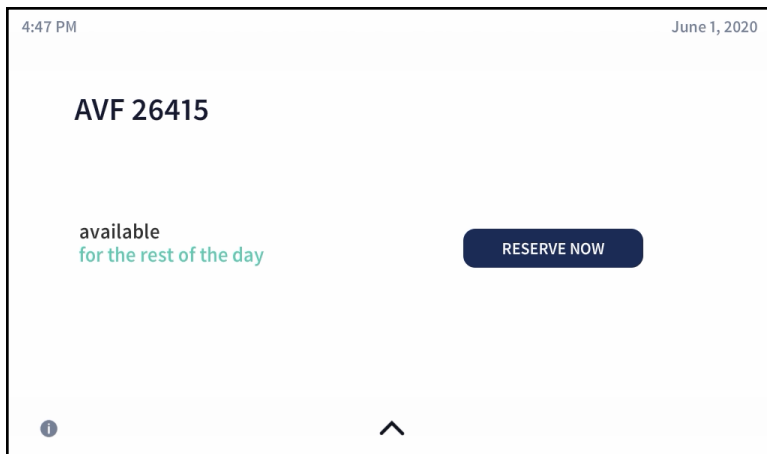 4:47 PM June 1, 2020
AVF 26415
available
for the rest of the day
RESERVE NOW
i